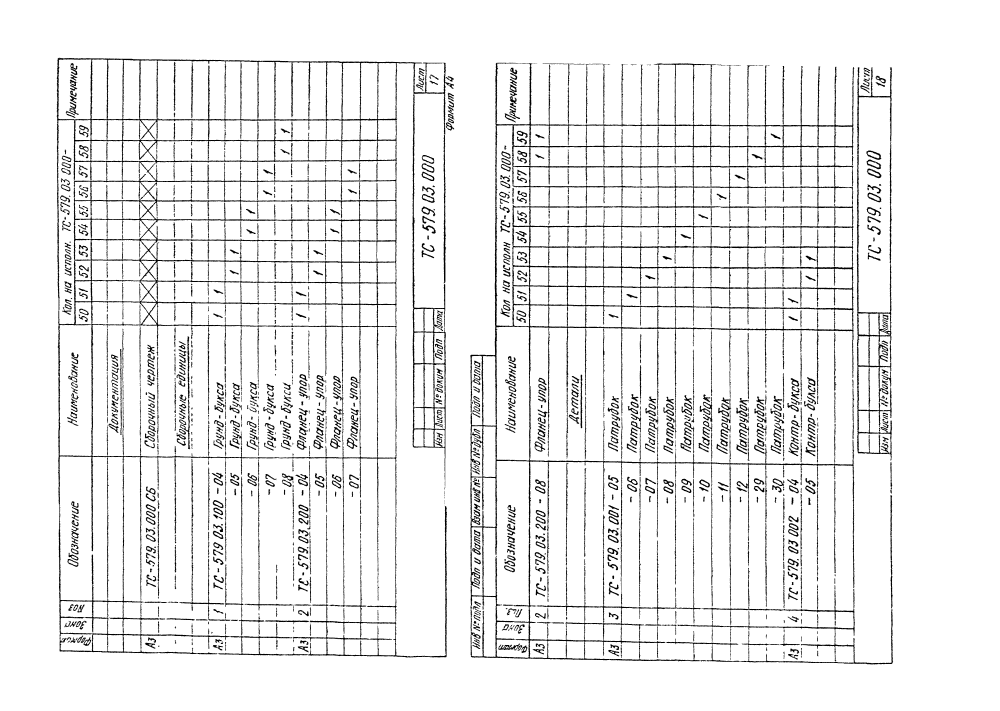 Формат Зона Поз Обозначение Наименование Кол. на исполн. ТС-579.03.000- Примечание
50 51 52 53 54 55 56 57 58 59
Документация
А3 ТС-579.03.000 СБ Сборочный чертеж
Сборочные единицы
А3 1 ТС-579 03.100 -04 Грунд-букса 1 1
-05 Грунд-букса 1 1
-06 Грунд-букса 1 1
-07 Грунд-букса 1 1
-08 Грунд-букса 1 1
А3 2 ТС-579.03.200 -04 Фланец-упор 1 1
-05 Фланец-упор 1 1
-06 Фланец-упор 1 1
-07 Фланец-упор 1 1
Изм Лист № докум Подп Дата
ТС-579.03.000
Лист
17
Формат А4
Инв № подл Подп и дата Взам инв № Инв № дубл Подп и дата
Формат Зона Поз. Обозначение Наименование Кол на исполн ТС-579.03.000- Примечание
50 51 52 53 54 55 56 57 58 59
А3 2 ТС-579.03.200 -08 Фланец-упор 1 1
Детали
А3 3 ТС-579.03.001 -05 Патрубок 1
-06 Патрубок 1
-07 Патрубок 1
-08 Патрубок 1
-09 Патрубок 1
-10 Патрубок 1
-11 Патрубок 1
-12 Патрубок 1
-29 Патрубок 1
-30 Патрубок 1
А3 4 ТС-579.03 002 -04 Контр-букса 1 1
-05 Контр-букса 1 1
Изм Лист № докум Подп Дата
ТС-579.03.000
Лист
18